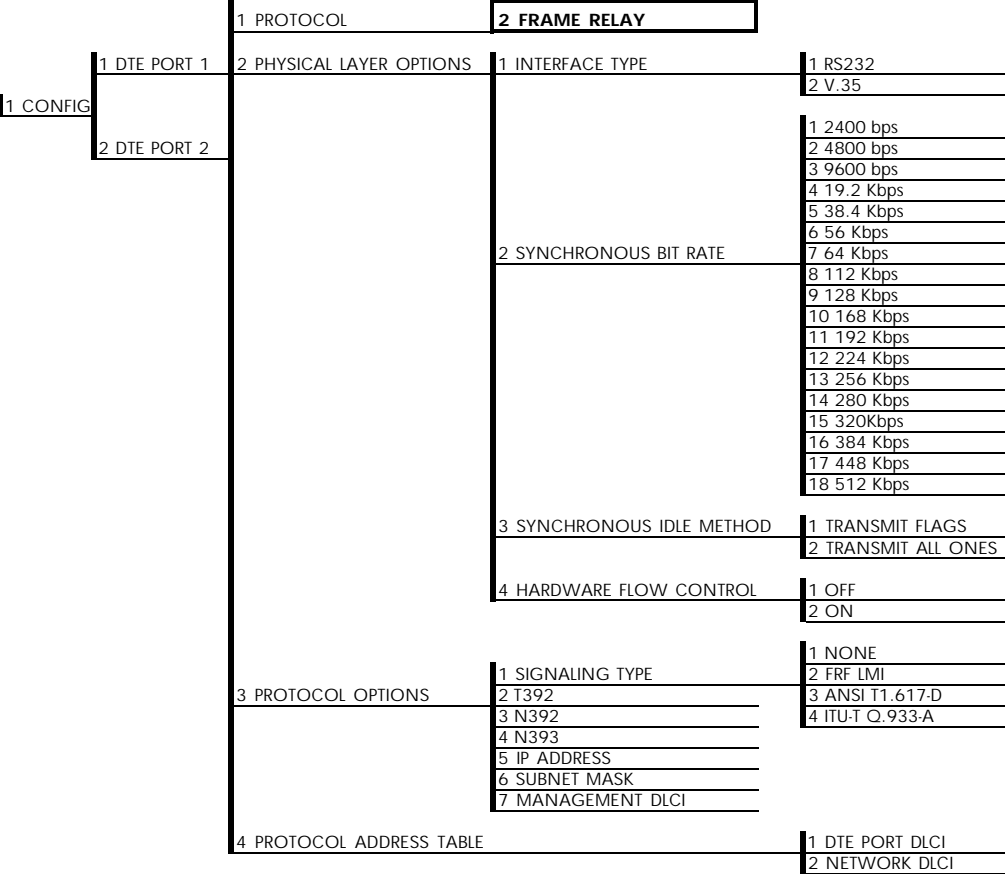 1 PROTOCOL
2 FRAME RELAY
1 CONFIG
1 DTE PORT 1
2 DTE PORT 2
2 PHYSICAL LAYER OPTIONS
1 INTERFACE TYPE
1 RS232
2 V.35
2 SYNCHRONOUS BIT RATE
1 2400 bps
2 4800 bps
3 9600 bps
4 19.2 Kbps
5 38.4 Kbps
6 56 Kbps
7 64 Kbps
8 112 Kbps
9 128 Kbps
10 168 Kbps
11 192 Kbps
12 224 Kbps
13 256 Kbps
14 280 Kbps
15 320Kbps
16 384 Kbps
17 448 Kbps
18 512 Kbps
3 SYNCHRONOUS IDLE METHOD
1 TRANSMIT FLAGS
2 TRANSMIT ALL ONES
4 HARDWARE FLOW CONTROL
1 OFF
2 ON
3 PROTOCOL OPTIONS
1 SIGNALING TYPE
1 NONE
2 FRF LMI
3 ANSI T1.617-D
4 ITU-T Q.933-A
2 T392
3 N392
4 N393
5 IP ADDRESS
6 SUBNET MASK
7 MANAGEMENT DLCI
4 PROTOCOL ADDRESS TABLE
1 DTE PORT DLCI
2 NETWORK DLCI